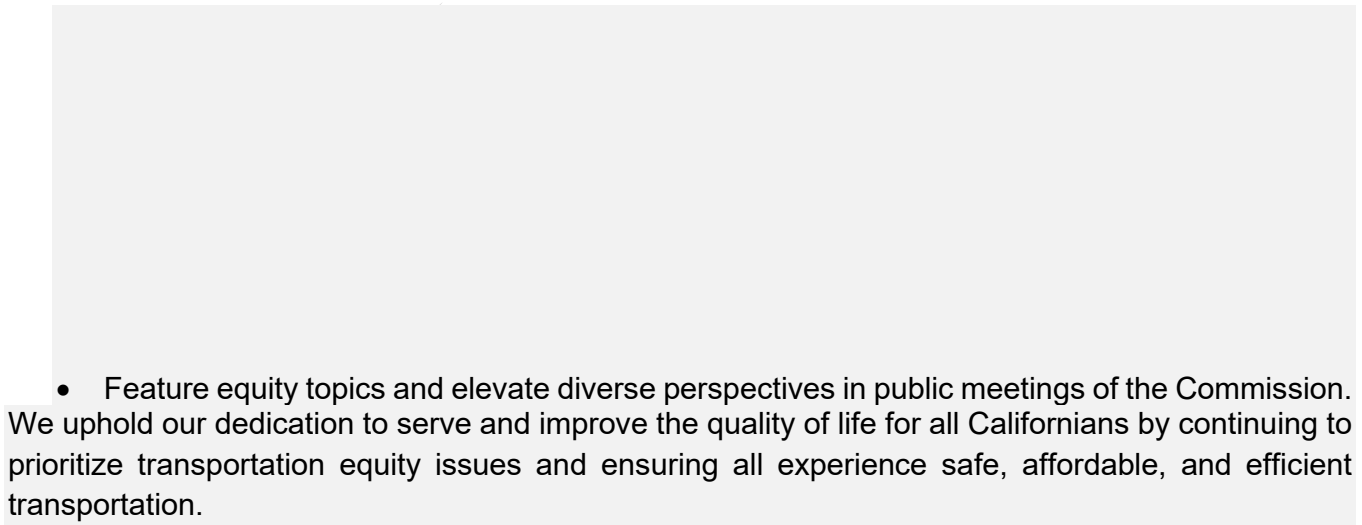 • Feature equity topics and elevate diverse perspectives in public meetings of the Commission.
We uphold our dedication to serve and improve the quality of life for all Californians by continuing to
prioritize transportation equity issues and ensuring all experience safe, affordable, and efficient
transportation.